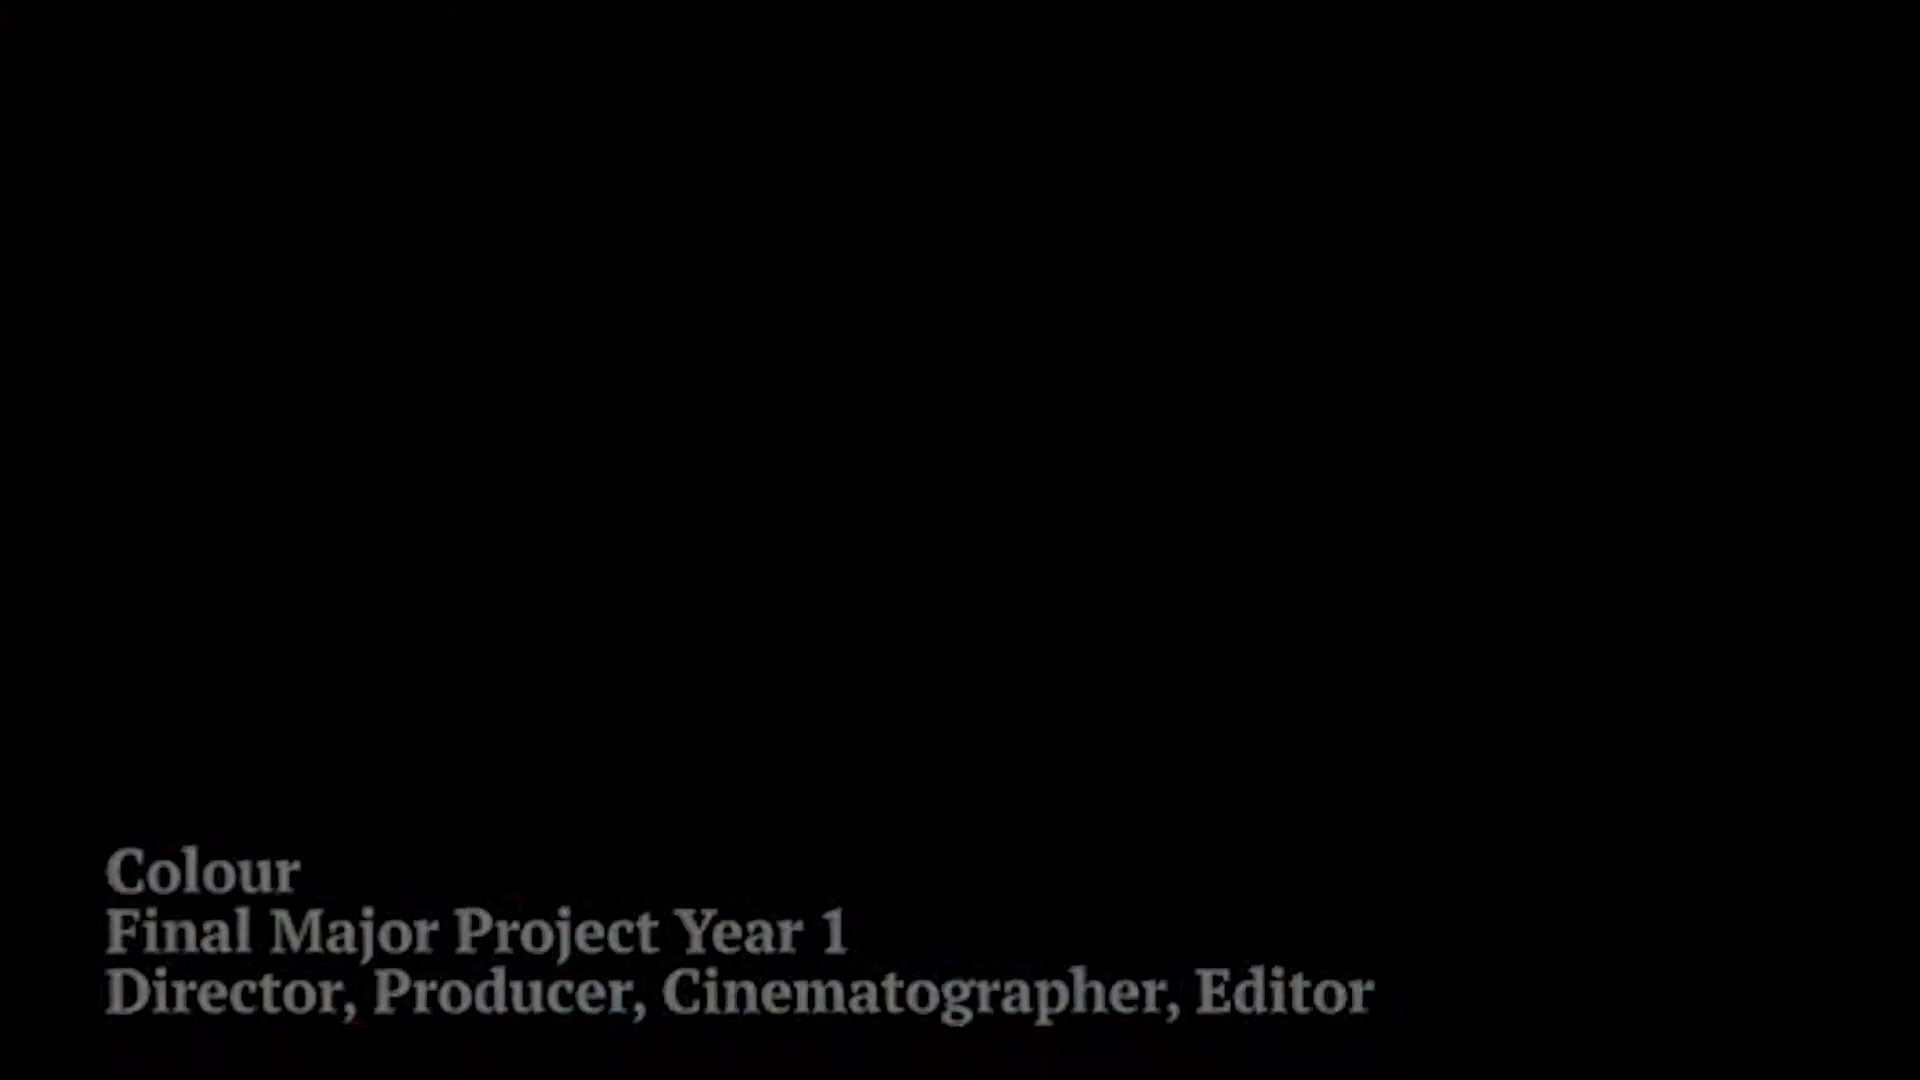 Colour
Final Major Project Year 1
Director, Producer, Cinematographer, Editor